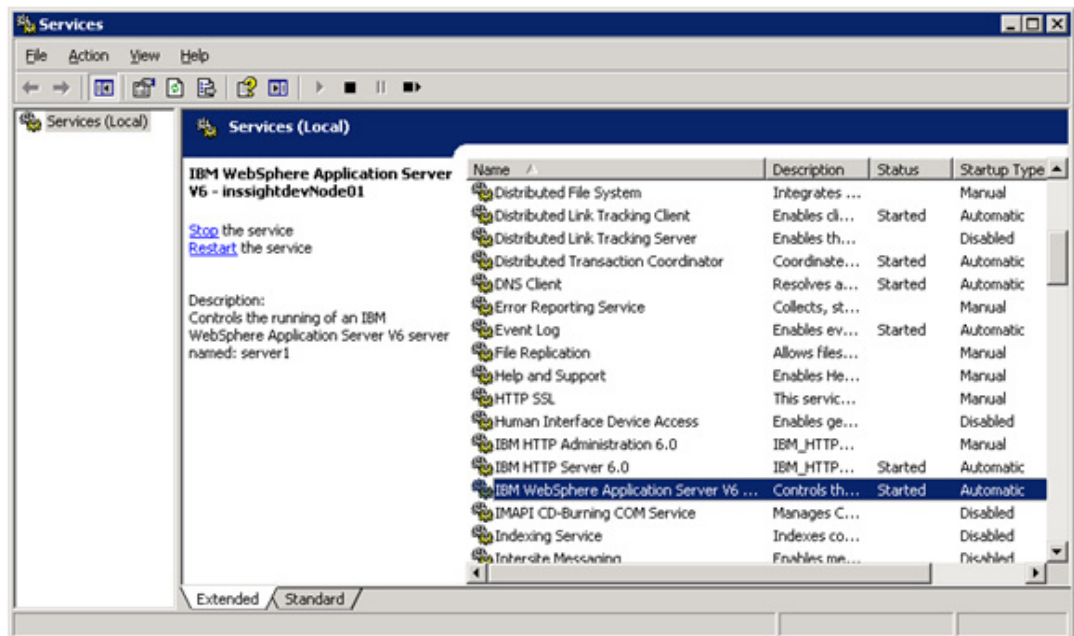 Services
File Action View Help
Services (Local)
Services (Local)
IBM WebSphere Application Server
V6 - inssightdevNode01
Stop the service
Restart the service
Description:
Controls the running of an IBM
WebSphere Application Server V6 server
named: server1
Name Description Status Startup Type
Distributed File System Integrates ... Manual
Distributed Link Tracking Client Enables cli... Started Automatic
Distributed Link Tracking Server Enables th... Disabled
Distributed Transaction Coordinator Coordinate... Started Automatic
DNS Client Resolves a... Started Automatic
Error Reporting Service Collects, st... Manual
Event Log Enables ev... Started Automatic
File Replication Allows files... Manual
Help and Support Enables He... Manual
HTTP SSL This servic... Manual
Human Interface Device Access Enables ge... Disabled
IBM HTTP Administration 6.0 IBM_HTTP... Manual
IBM HTTP Server 6.0 IBM_HTTP... Started Automatic
IBM WebSphere Application Server V6 ... Controls th... Started Automatic
IMAPI CD-Burning COM Service Manages C... Disabled
Indexing Service Indexes co... Disabled
Intersite Messaging Enables me... Disabled
Extended Standard